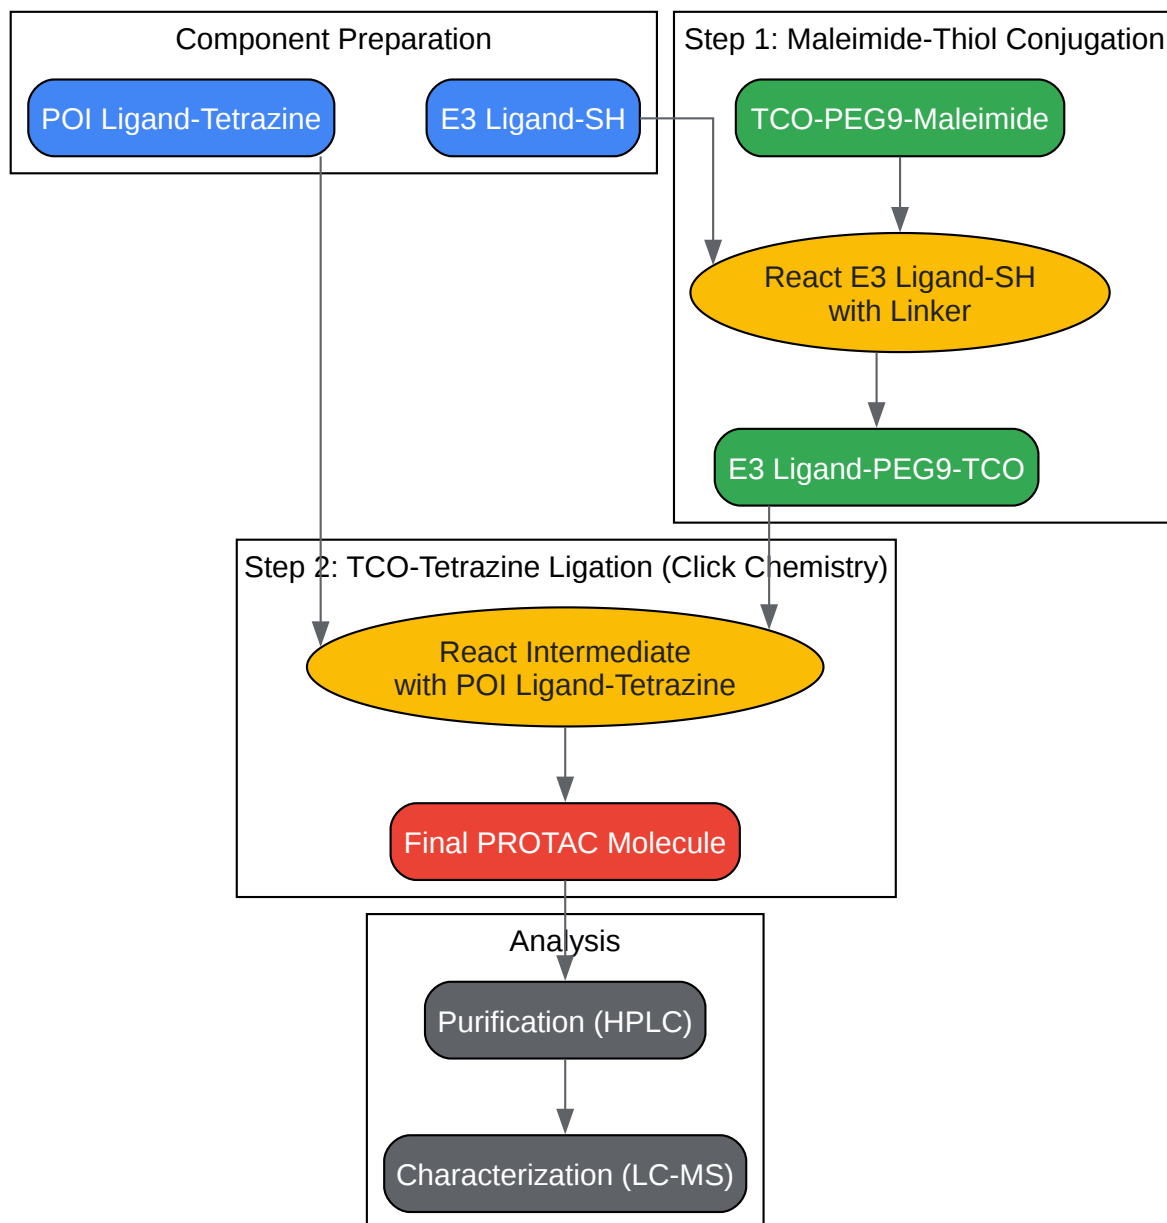 Component Preparation
POI Ligand-Tetrazine
E3 Ligand-SH
Step 1: Maleimide-Thiol Conjugation
TCO-PEG9-Maleimide
React E3 Ligand-SH
with Linker
E3 Ligand-PEG9-TCO
Step 2: TCO-Tetrazine Ligation (Click Chemistry)
React Intermediate
with POI Ligand-Tetrazine
Final PROTAC Molecule
Analysis
Purification (HPLC)
Characterization (LC-MS)